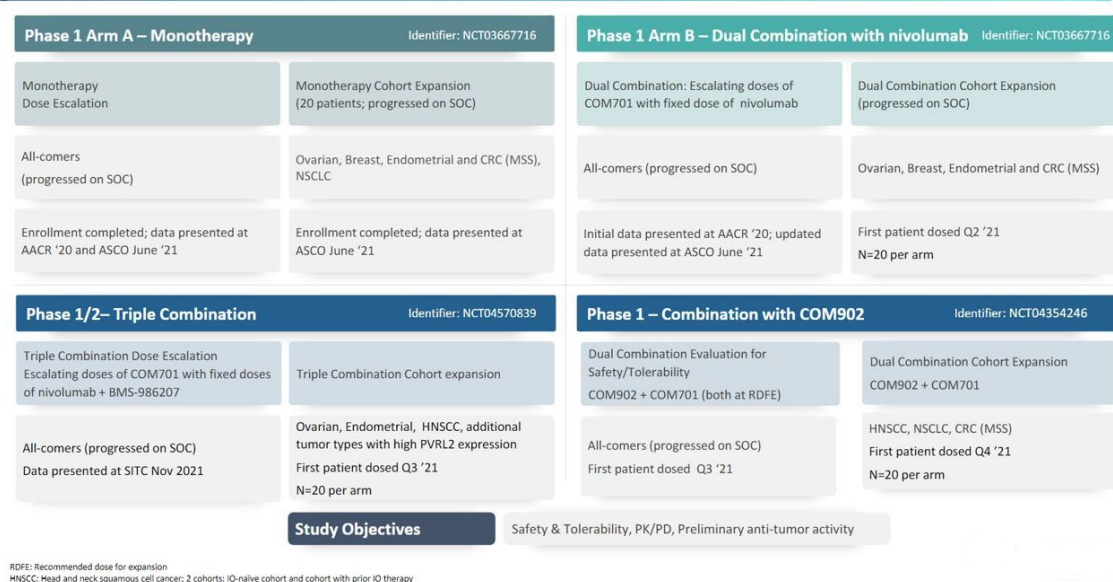 Phase 1 Arm A – Monotherapy
Identifier: NCT03667716
Monotherapy
Dose Escalation
Monotherapy Cohort Expansion
(20 patients; progressed on SOC)
All-comers
(progressed on SOC)
Ovarian, Breast, Endometrial and CRC (MSS),
NSCLC
Enrollment completed; data presented at
AACR ‘20 and ASCO June ‘21
Enrollment completed; data presented at
ASCO June ‘21
Phase 1 Arm B – Dual Combination with nivolumab
Identifier: NCT03667716
Dual Combination: Escalating doses of
COM701 with fixed dose of nivolumab
Dual Combination Cohort Expansion
(progressed on SOC)
All-comers (progressed on SOC)
Ovarian, Breast, Endometrial and CRC (MSS)
Initial data presented at AACR ‘20; updated
data presented at ASCO June ‘21
First patient dosed Q2 ‘21
N=20 per arm
Phase 1/2– Triple Combination
Identifier: NCT04570839
Triple Combination Dose Escalation
Escalating doses of COM701 with fixed doses
of nivolumab + BMS-986207
Triple Combination Cohort expansion
All-comers (progressed on SOC)
Data presented at SITC Nov 2021
Ovarian, Endometrial, HNSCC, additional
tumor types with high PVRL2 expression
First patient dosed Q3 ‘21
N=20 per arm
Phase 1 – Combination with COM902
Identifier: NCT04354246
Dual Combination Evaluation for
Safety/Tolerability
COM902 + COM701 (both at RDFE)
Dual Combination Cohort Expansion
COM902 + COM701
All-comers (progressed on SOC)
First patient dosed Q3 ‘21
HNSCC, NSCLC, CRC (MSS)
First patient dosed Q4 ‘21
N=20 per arm
Study Objectives
Safety & Tolerability, PK/PD, Preliminary anti-tumor activity
RDFE: Recommended dose for expansion
HNSCC: Head and neck squamous cell cancer: 2 cohorts: IO-naïve cohort and cohort with prior IO therapy